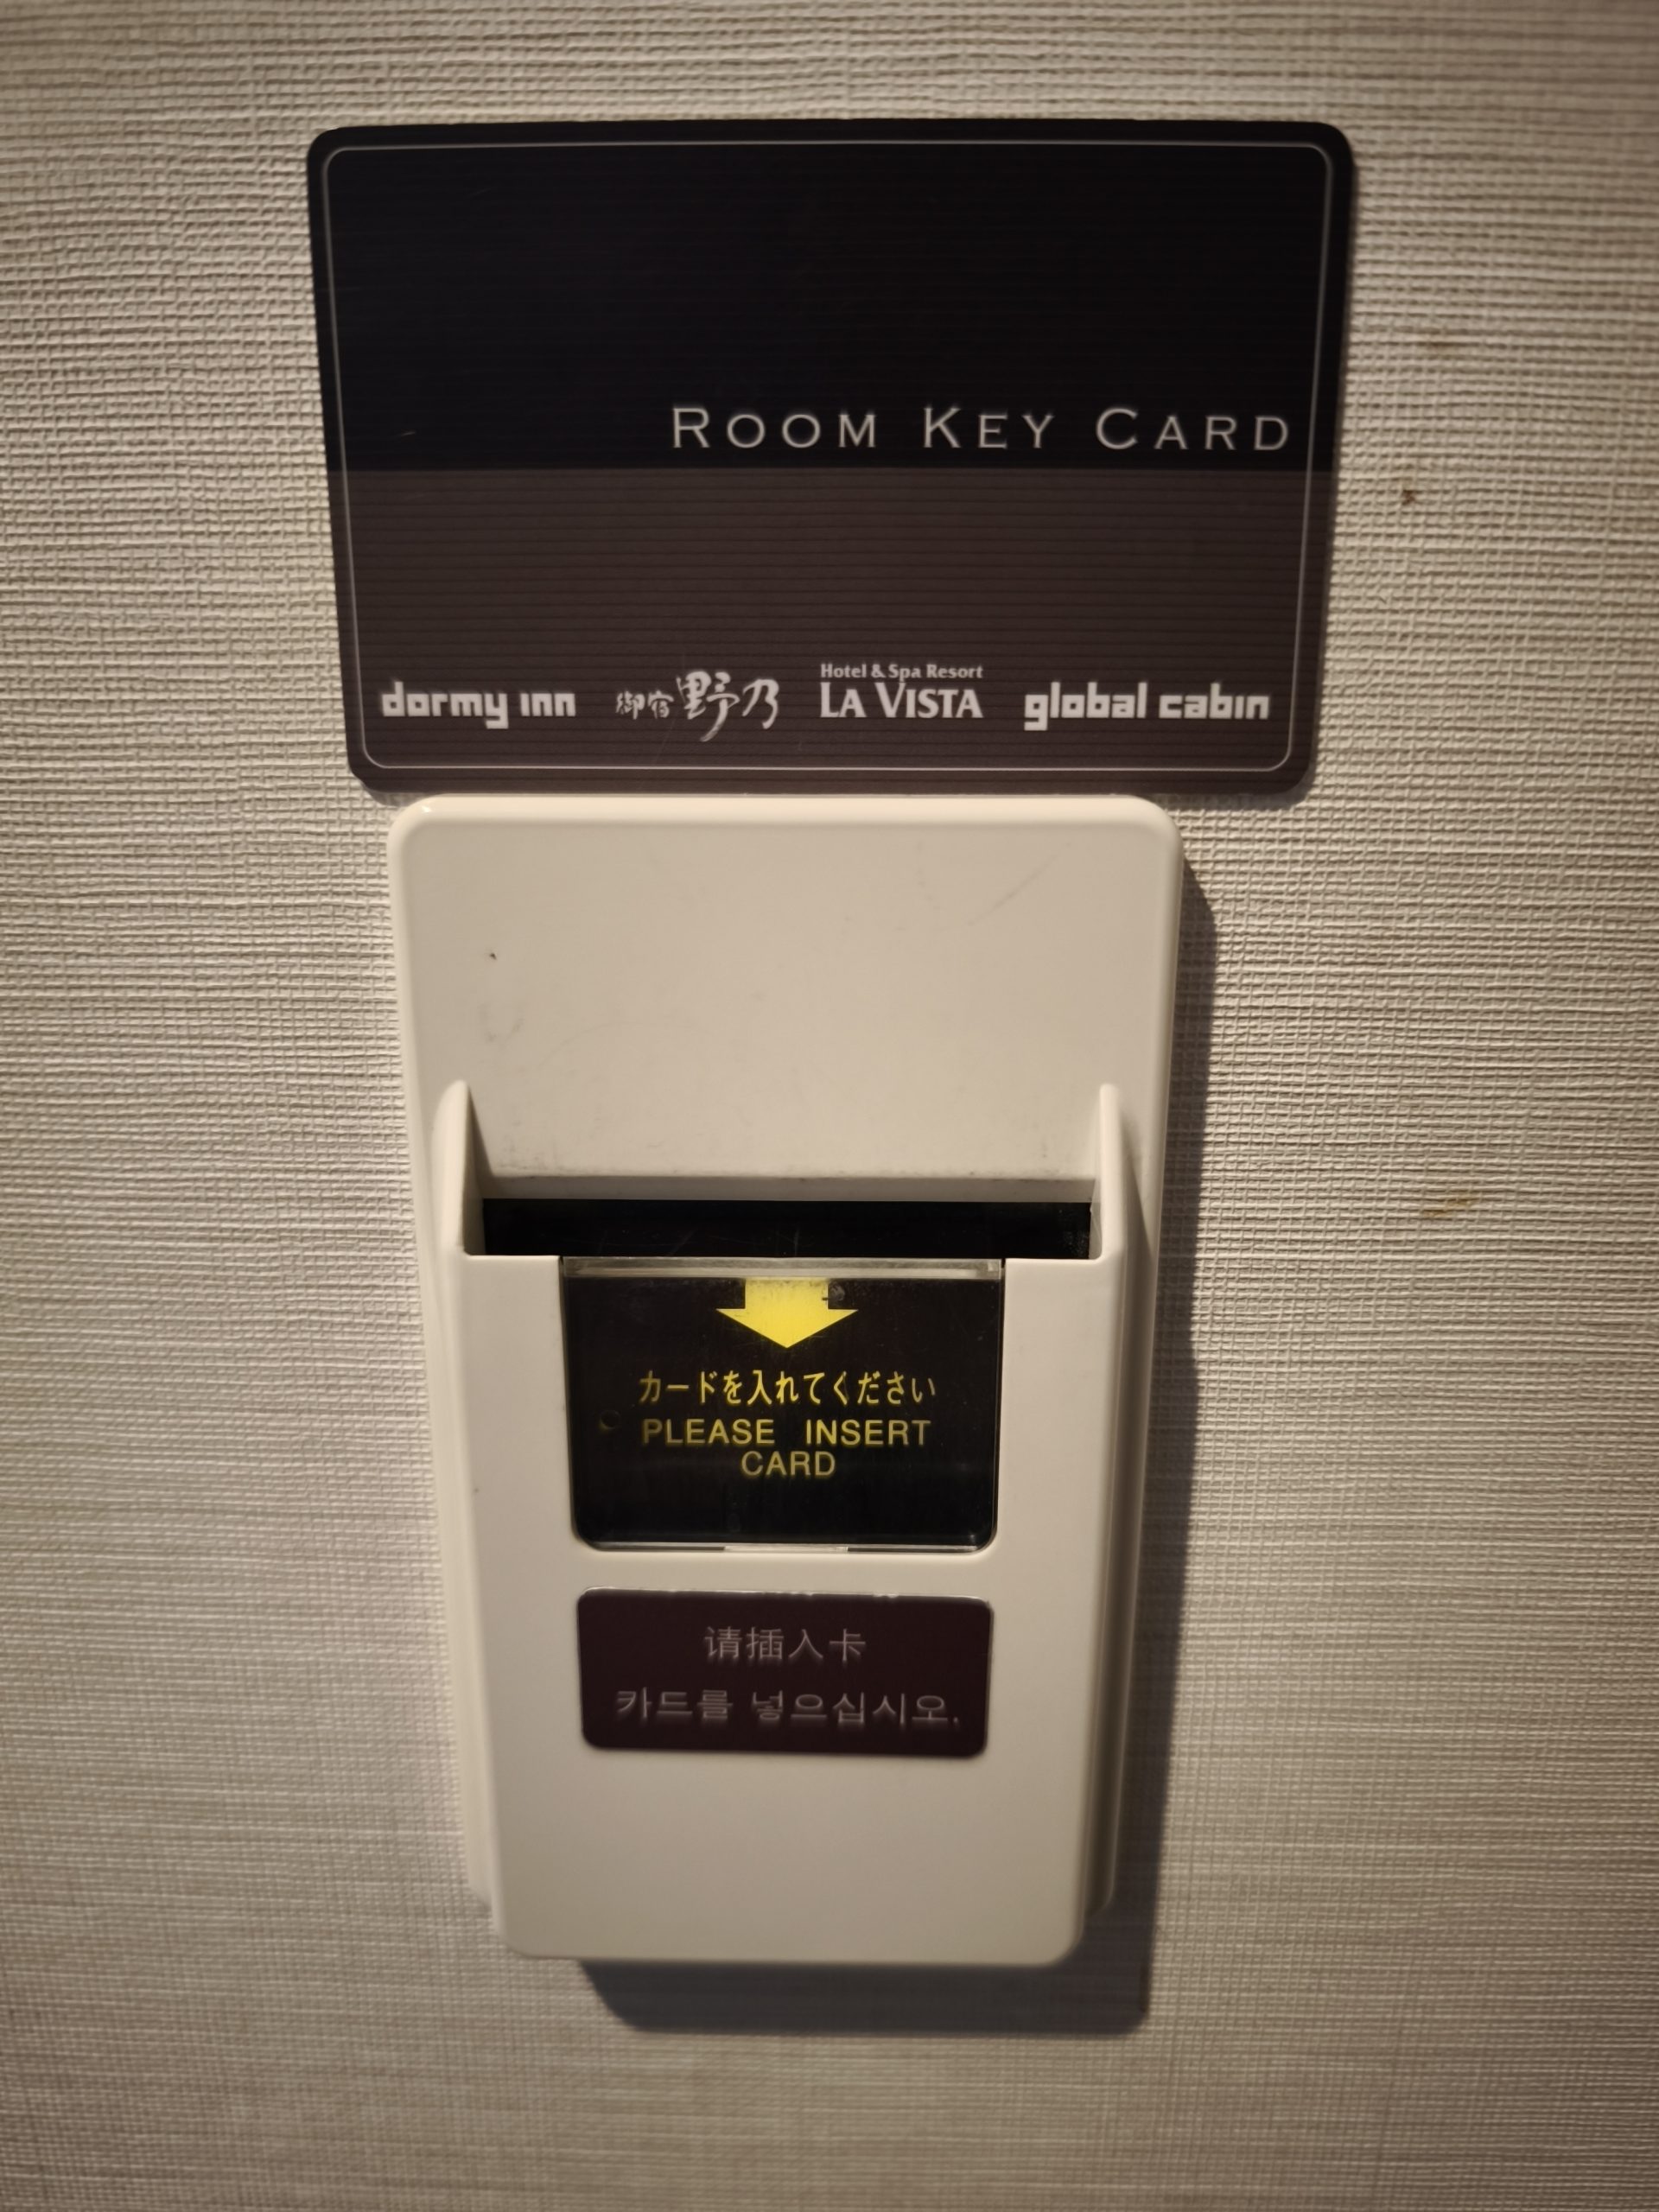 ROOM KEY CARD
dormy inn 御宿 野乃 Hotel & Spa Resort LA VISTA global cabin
カードを入れてください
PLEASE INSERT
CARD
请插入卡
카드를 넣으십시오.